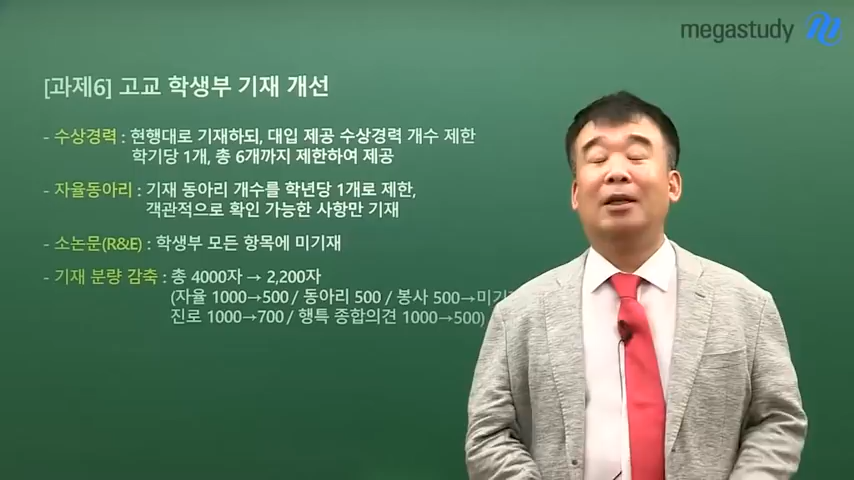 megastudy
[과제6] 고교 학생부 기재 개선
- 수상경력 : 현행대로 기재하되, 대입 제공 수상경력 개수 제한
학기당 1개, 총 6개까지 제한하여 제공
- 자율동아리 : 기재 동아리 개수를 학년당 1개로 제한,
객관적으로 확인 가능한 사항만 기재
- 소논문(R&E) : 학생부 모든 항목에 미기재
- 기재 분량 감축 : 총 4000자 → 2,200자
(자율 1000→500 / 동아리 500 / 봉사 500→미기
진로 1000→700 / 행특 종합의견 1000→500)